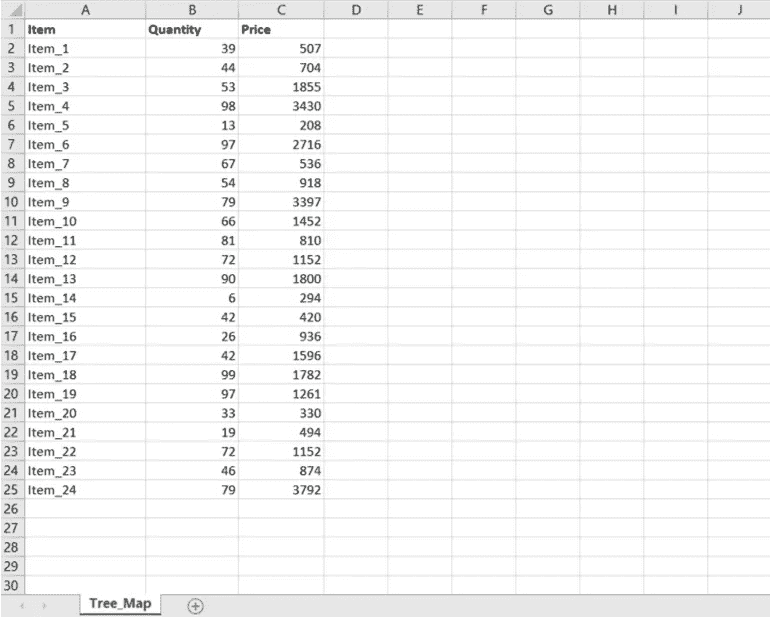 A B C D E F G H I J
1 Item Quantity Price
2 Item_1 39 507
3 Item_2 44 704
4 Item_3 53 1855
5 Item_4 98 3430
6 Item_5 13 208
7 Item_6 97 2716
8 Item_7 67 536
9 Item_8 54 918
10 Item_9 79 3397
11 Item_10 66 1452
12 Item_11 81 810
13 Item_12 72 1152
14 Item_13 90 1800
15 Item_14 6 294
16 Item_15 42 420
17 Item_16 26 936
18 Item_17 42 1596
19 Item_18 99 1782
20 Item_19 97 1261
21 Item_20 33 330
22 Item_21 19 494
23 Item_22 72 1152
24 Item_23 46 874
25 Item_24 79 3792
26
27
28
29
30
Tree_Map